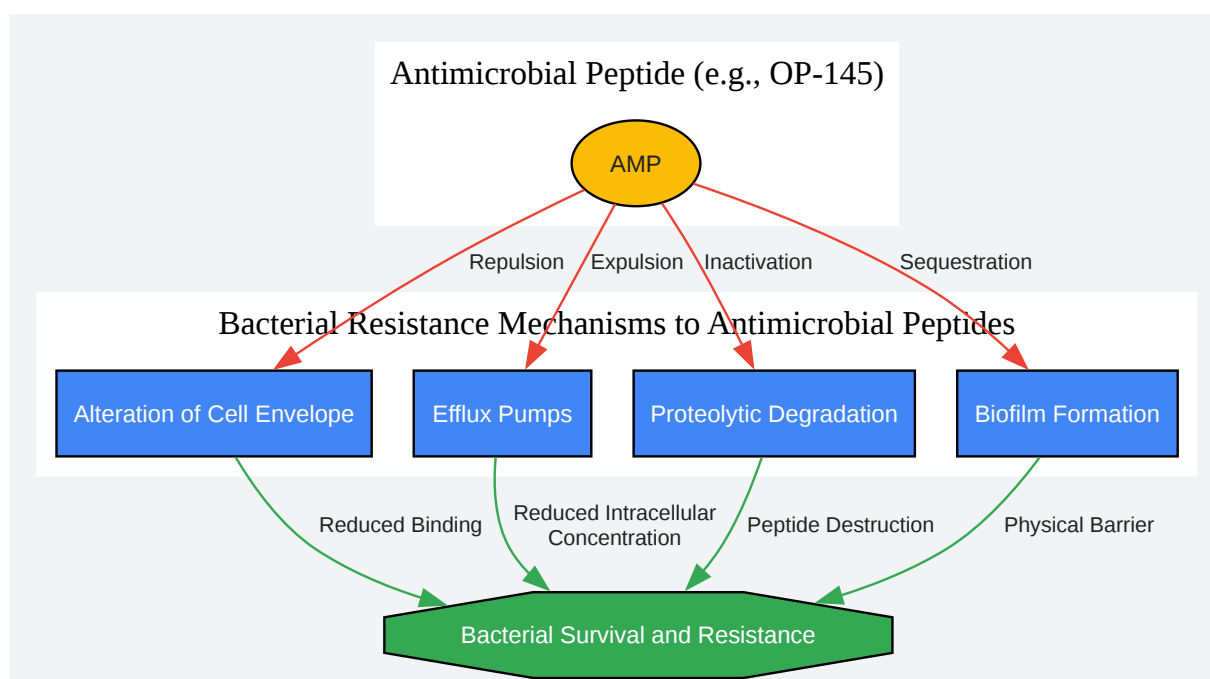 Antimicrobial Peptide (e.g., OP-145)
AMP
Repulsion
Expulsion
Inactivation
Sequestration
Bacterial Resistance Mechanisms to Antimicrobial Peptides
Alteration of Cell Envelope
Efflux Pumps
Proteolytic Degradation
Biofilm Formation
Reduced Binding
Reduced Intracellular
Concentration
Peptide Destruction
Physical Barrier
Bacterial Survival and Resistance